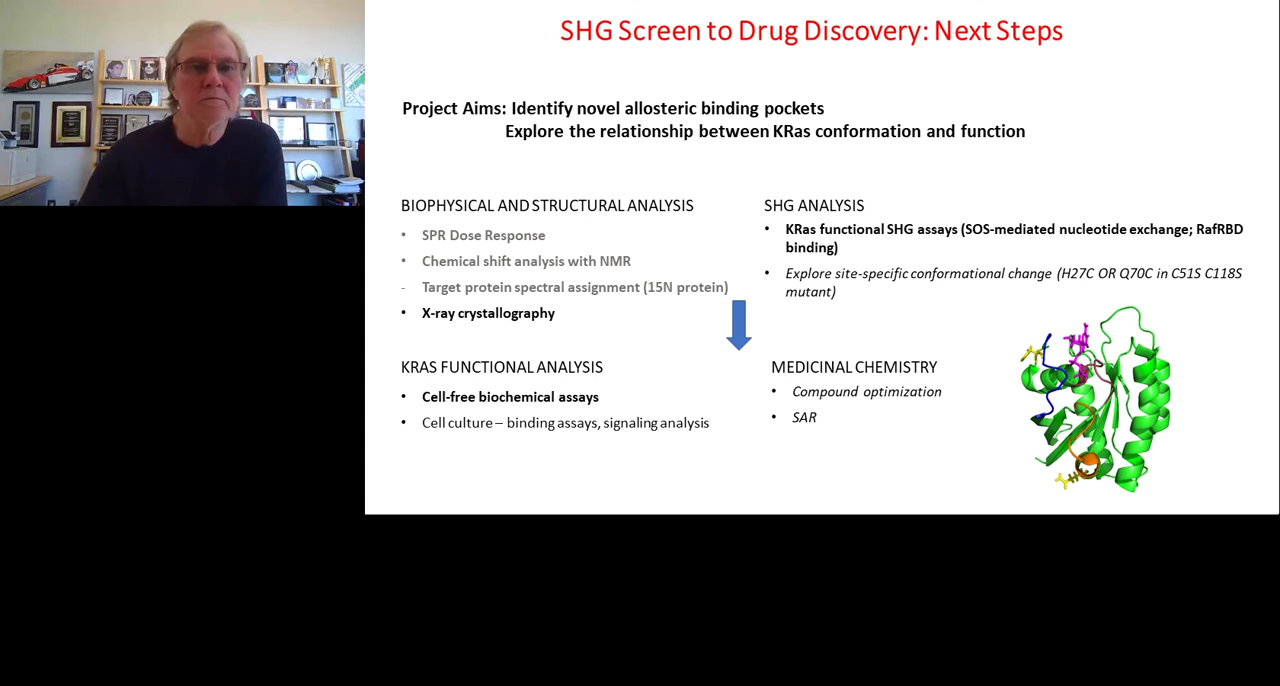 SHG Screen to Drug Discovery: Next Steps
Project Aims: Identify novel allosteric binding pockets
Explore the relationship between KRas conformation and function
BIOPHYSICAL AND STRUCTURAL ANALYSIS
• SPR Dose Response
• Chemical shift analysis with NMR
- Target protein spectral assignment (15N protein)
• X-ray crystallography
SHG ANALYSIS
• KRas functional SHG assays (SOS-mediated nucleotide exchange; RafRBD
binding)
• Explore site-specific conformational change (H27C OR Q70C in C51S C118S
mutant)
KRAS FUNCTIONAL ANALYSIS
• Cell-free biochemical assays
• Cell culture – binding assays, signaling analysis
MEDICINAL CHEMISTRY
• Compound optimization
• SAR